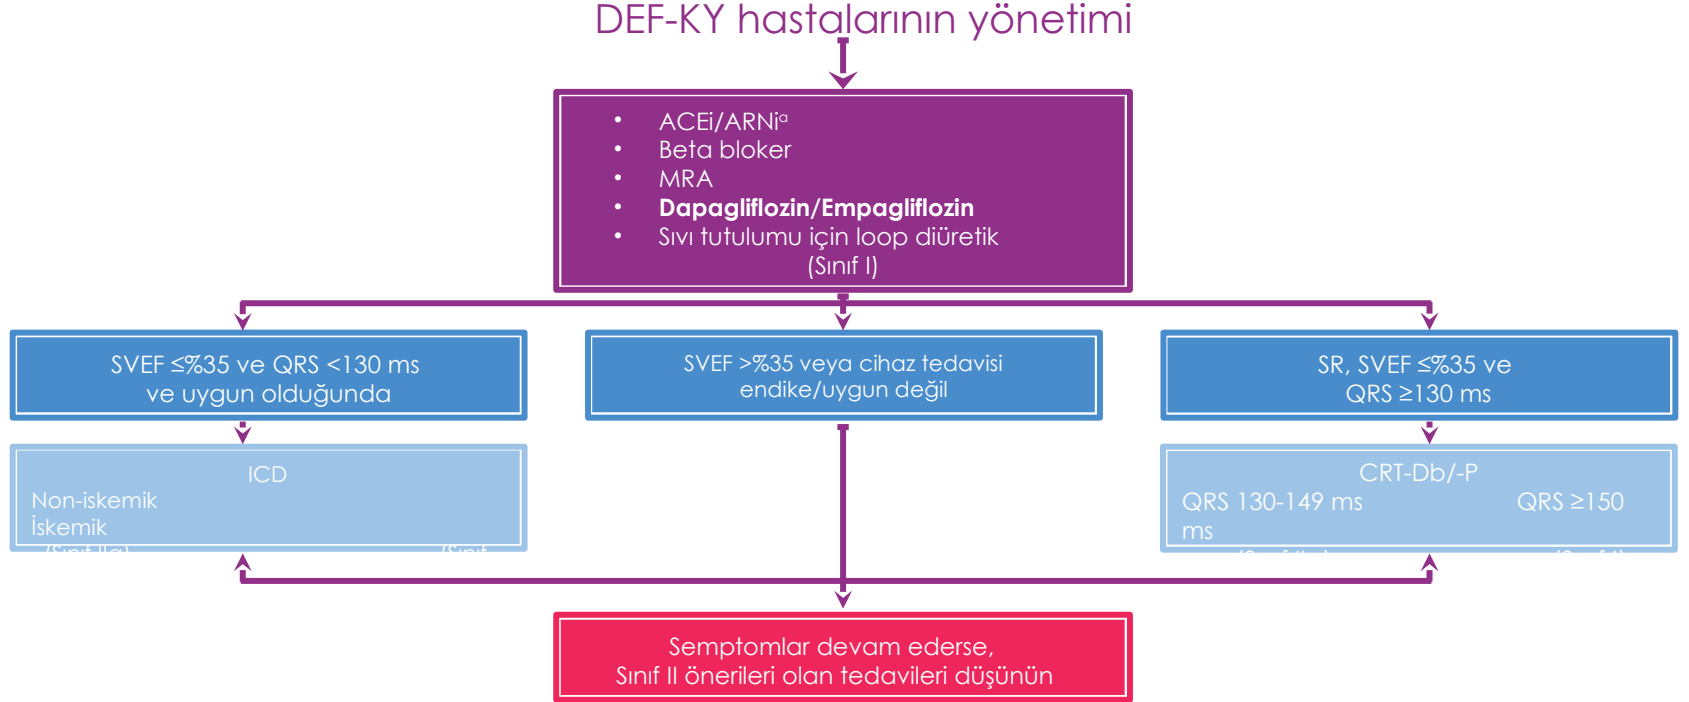 DEF-KY hastalarının yönetimi
• ACEi/ARNiᵃ
• Beta bloker
• MRA
• Dapagliflozin/Empagliflozin
• Sıvı tutulumu için loop diüretik
(Sınıf I)
SVEF ≤%35 ve QRS <130 ms
ve uygun olduğunda
SVEF >%35 veya cihaz tedavisi
endike/uygun değil
SR, SVEF ≤%35 ve
QRS ≥130 ms
ICD
Non-iskemik
İskemik
(Sınıf IIa) (Sınıf
CRT-Db/-P
QRS 130-149 ms QRS ≥150
ms
Semptomlar devam ederse,
Sınıf II önerileri olan tedavileri düşünün